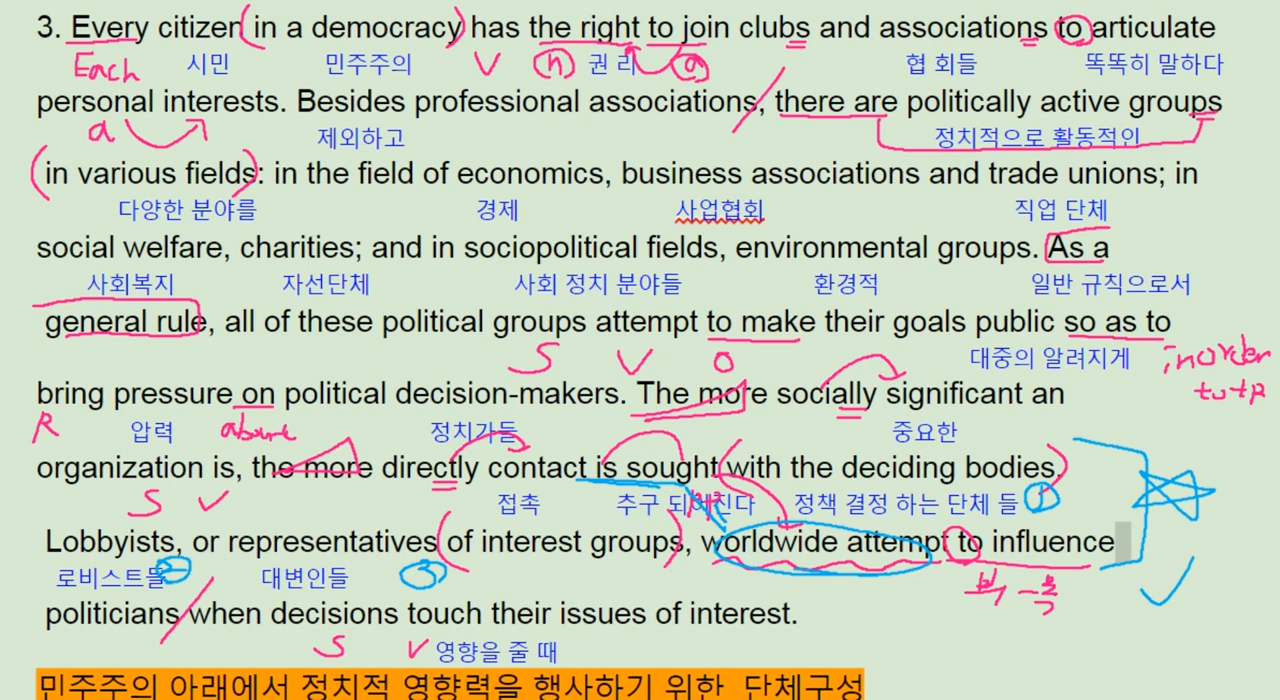 3. Every citizen in a democracy has the right to join clubs and associations to articulate
Each 시민 민주주의 V n 권 리 a 협 회들 똑똑히 말하다
personal interests. Besides professional associations, there are politically active groups
a 제외하고 정치적으로 활동적인
in various fields: in the field of economics, business associations and trade unions; in
다양한 분야를 경제 사업협회 직업 단체
social welfare, charities; and in sociopolitical fields, environmental groups. As a
사회복지 자선단체 사회 정치 분야들 환경적 일반 규칙으로서
general rule, all of these political groups attempt to make their goals public so as to
S V O 대중의 알려지게 in order
bring pressure on political decision-makers. The more socially significant an
R 압력 about 정치가들 중요한
organization is, the more directly contact is sought with the deciding bodies.
S V 접촉 추구 되어진다 정책 결정 하는 단체 들 ①
Lobbyists, or representatives of interest groups, worldwide attempt to influence
로비스트들 ② 대변인들 ③
politicians when decisions touch their issues of interest.
S V 영향을 줄 때
민주주의 아래에서 정치적 영향력을 행사하기 위한 단체구성